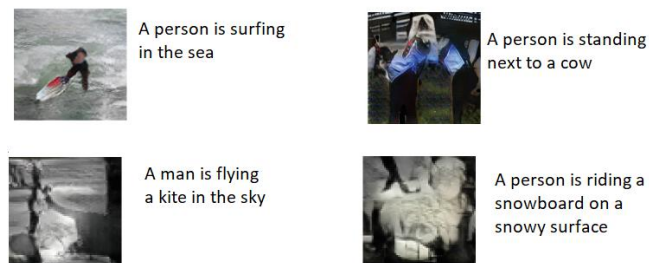 A person is surfing
in the sea
A person is standing
next to a cow
A man is flying
a kite in the sky
A person is riding a
snowboard on a
snowy surface